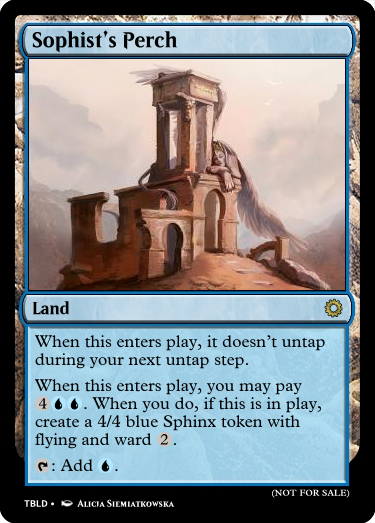 Sophist's Perch
Land
When this enters play, it doesn't untap
during your next untap step.
When this enters play, you may pay
4. When you do, if this is in play,
create a 4/4 blue Sphinx token with
flying and ward 2.
: Add .
(NOT FOR SALE)
TBLD • Alicia Siemiatkowska